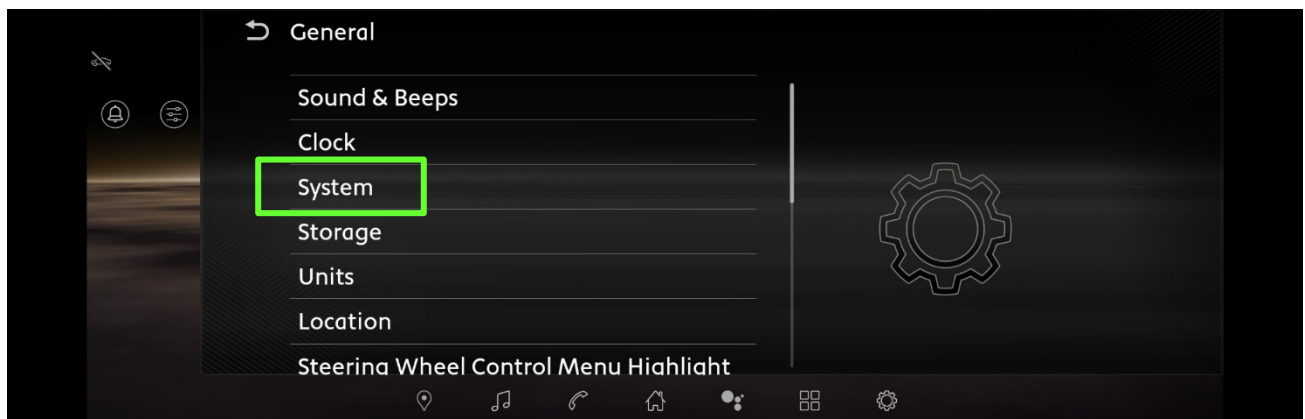 General
Sound & Beeps
Clock
System
Storage
Units
Location
Steering Wheel Control Menu Highlight